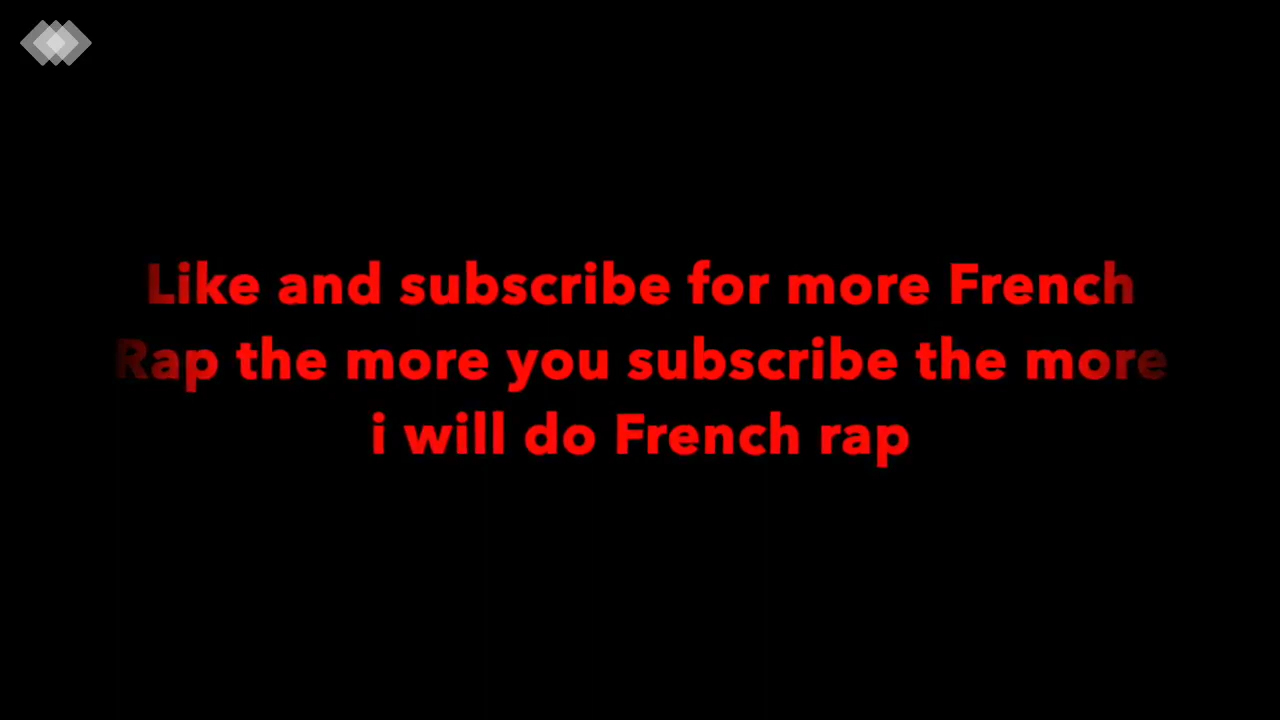 Like and subscribe for more French
Rap the more you subscribe the more
i will do French rap